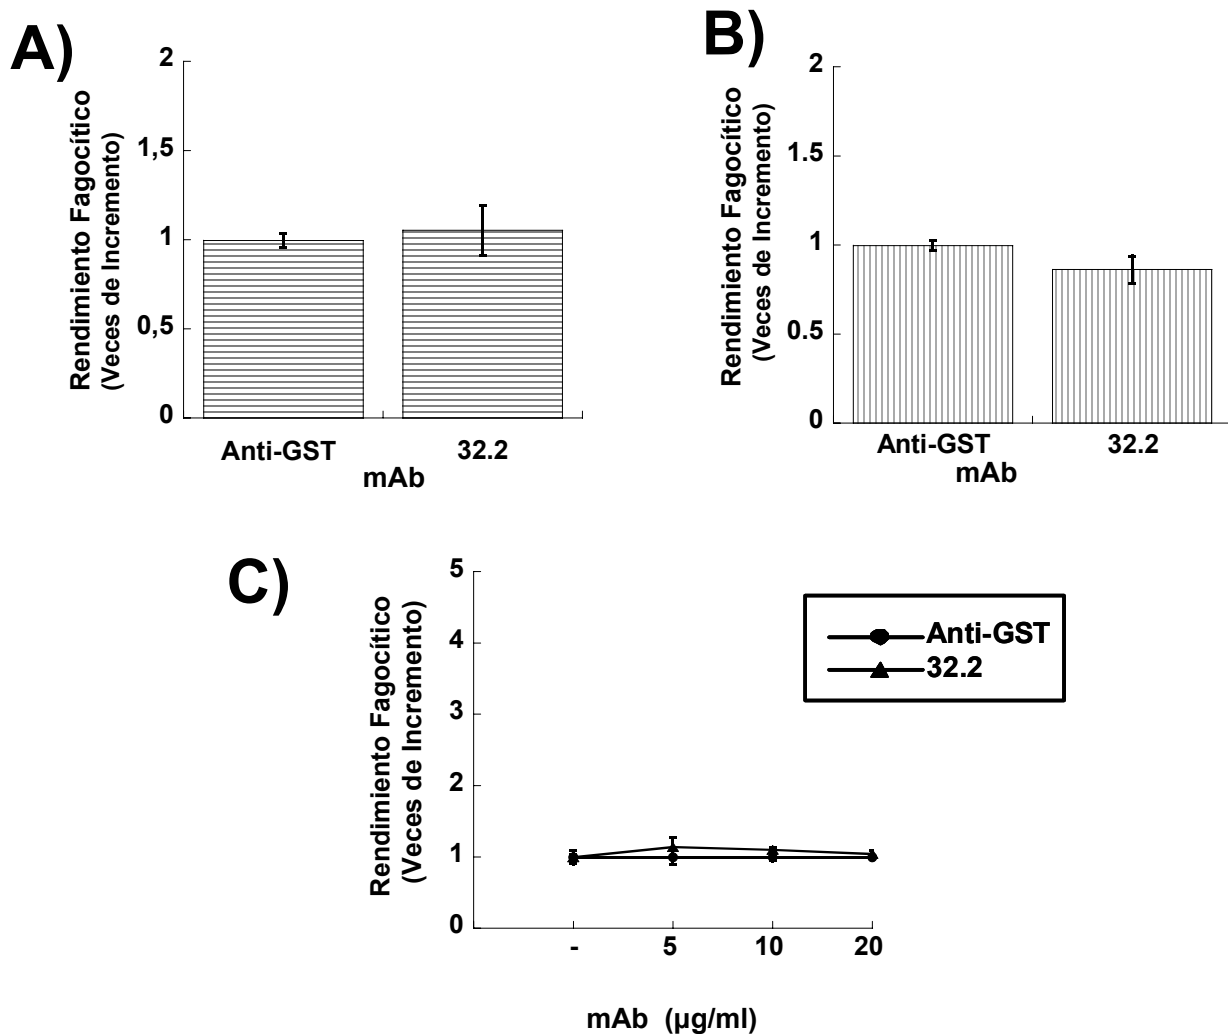 A)
Rendimiento Fagocítico
(Veces de Incremento)
2
1,5
1
0,5
0
Anti-GST
32.2
mAb
B)
Rendimiento Fagocítico
(Veces de Incremento)
2
1.5
1
0.5
0
Anti-GST
32.2
mAb
C)
Rendimiento Fagocítico
(Veces de Incremento)
5
4
3
2
1
0
-
5
10
20
mAb (µg/ml)
Anti-GST
32.2